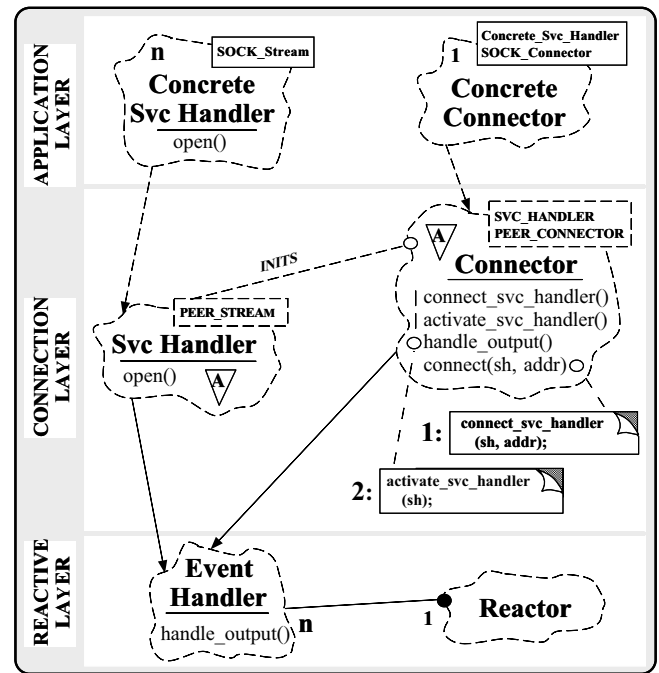 APPLICATION
LAYER
n
SOCK_Stream
Concrete
Svc Handler
open()
1
Concrete_Svc_Handler
SOCK_Connector
Concrete
Connector
CONNECTION
LAYER
INITS
PEER_STREAM
Svc Handler
open()
A
A
SVC_HANDLER
PEER_CONNECTOR
Connector
connect_svc_handler()
activate_svc_handler()
handle_output()
connect(sh, addr)
1:
connect_svc_handler
(sh, addr);
2:
activate_svc_handler
(sh);
REACTIVE
LAYER
Event
Handler
handle_output()
n
1
Reactor